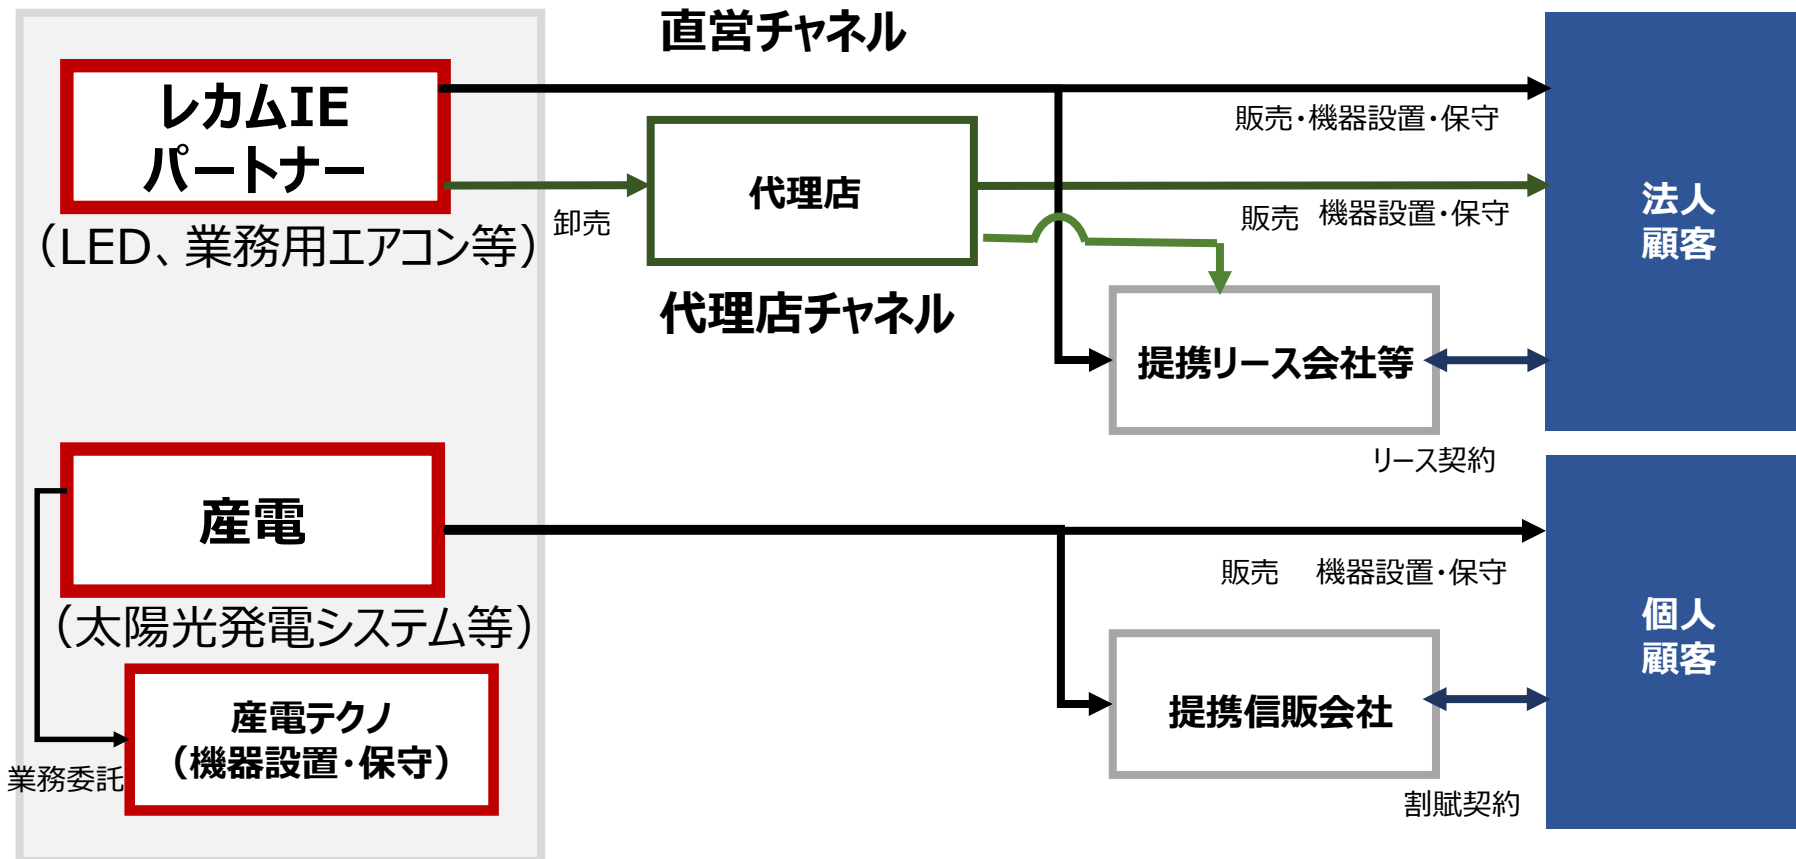 直営チャネル
レカムIE
パートナー
（LED、業務用エアコン等）
販売・機器設置・保守
卸売
代理店
販売
機器設置・保守
代理店チャネル
提携リース会社等
リース契約
法人
顧客
産電
（太陽光発電システム等）
産電テクノ
（機器設置・保守）
業務委託
販売
機器設置・保守
提携信販会社
割賦契約
個人
顧客